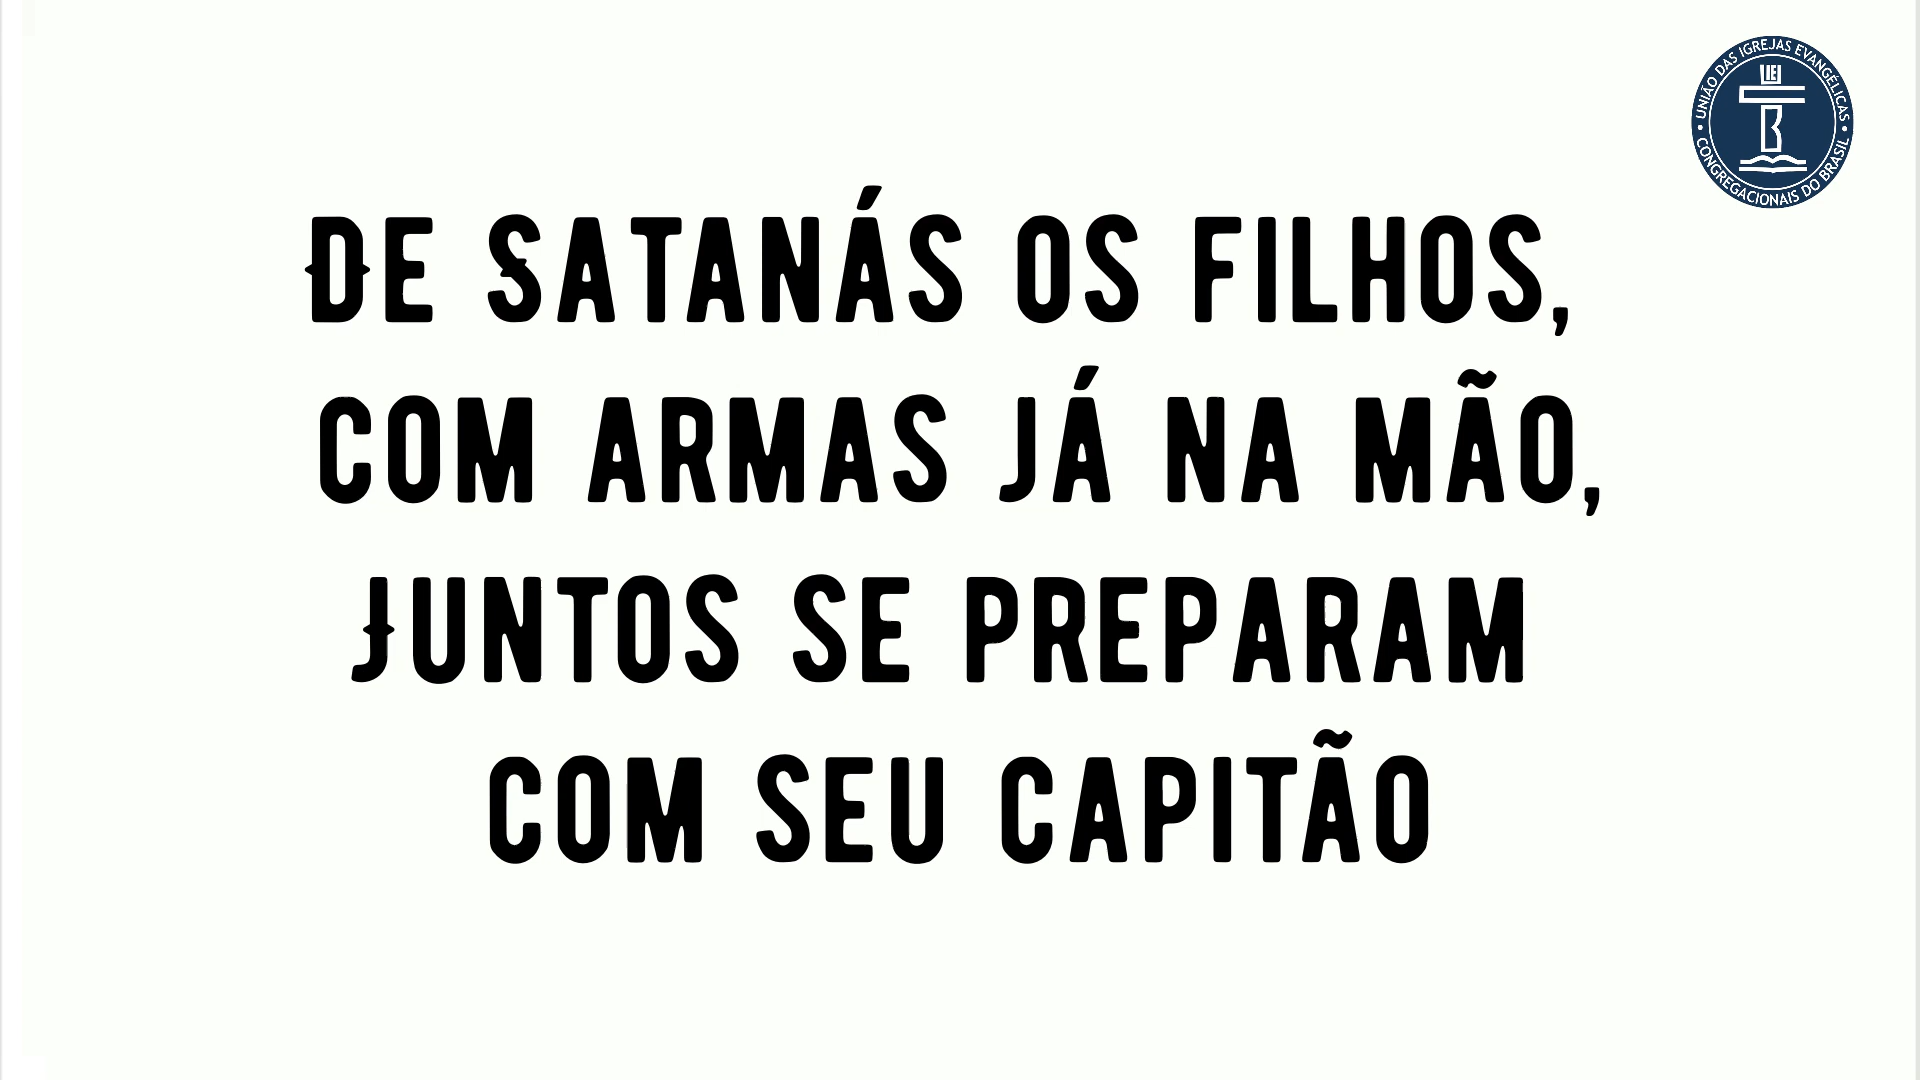 UNIÃO DAS IGREJAS EVANGÉLICAS
CONGREGACIONAIS DO BRASIL
DE SATANÁS OS FILHOS,
COM ARMAS JÁ NA MÃO,
JUNTOS SE PREPARAM
COM SEU CAPITÃO